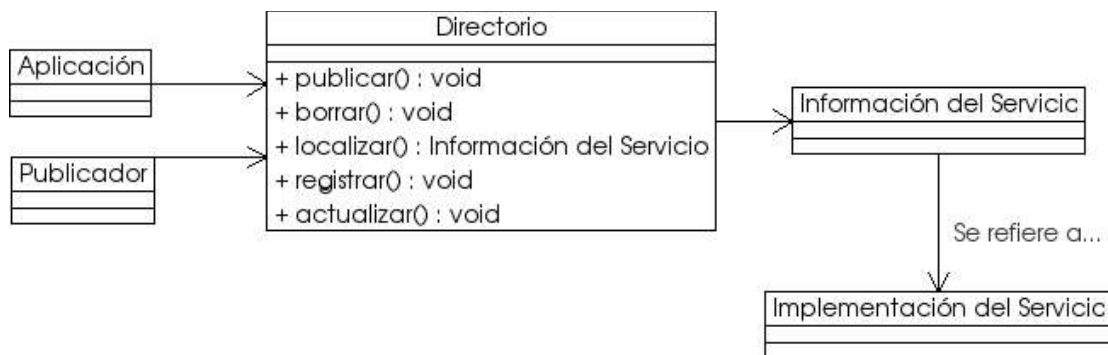 Directorio
Aplicación
+ publicar() : void
+ borrar() : void
+ localizar() : Información del Servicio
+ registrar() : void
+ actualizar() : void
Publicador
Información del Servicic
Se refiere a...
Implementación del Servicic